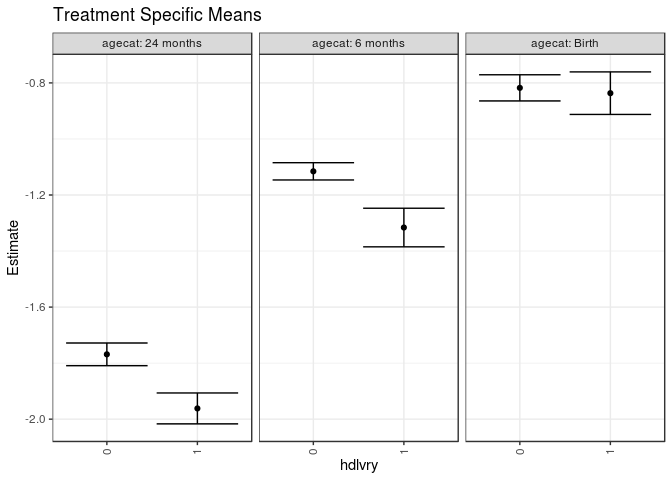 Treatment Specific Means
agecat: 24 months
agecat: 6 months
agecat: Birth
Estimate
-0.8
-1.2
-1.6
-2.0
0
1
0
1
0
1
hdlvry